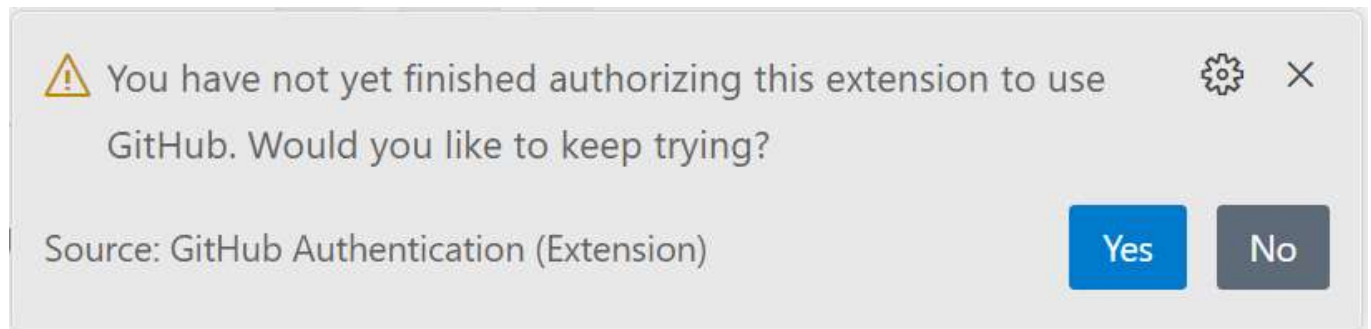 You have not yet finished authorizing this extension to use
GitHub. Would you like to keep trying?
Source: GitHub Authentication (Extension)
Yes
No